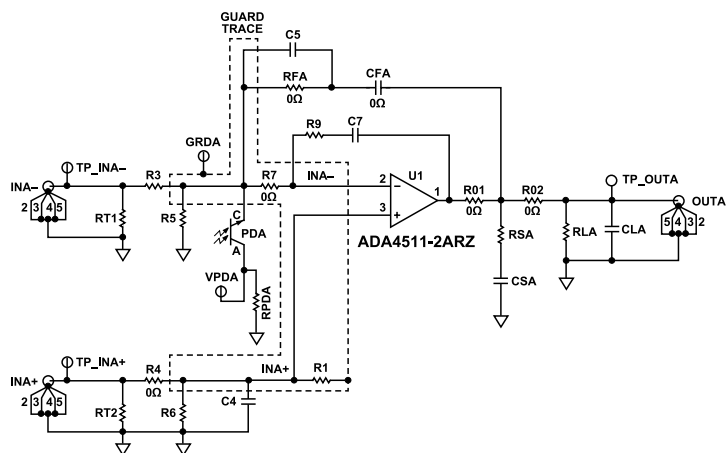 GUARD
TRACE
C5
RFA
0Ω
CFA
0Ω
GRDA
R9
C7
TP_INA–
R3
R7
0Ω
INA–
U1
2
–
1
3
+
ADA4511-2ARZ
R01
0Ω
R02
0Ω
TP_OUTA
OUTA
5 4 3 2
INA–
2 3 4 5
RT1
R5
C
PDA
A
VPDA
RPDA
RSA
CSA
RLA
CLA
TP_INA+
INA+
2 3 4 5
R4
0Ω
INA+
R1
RT2
R6
C4